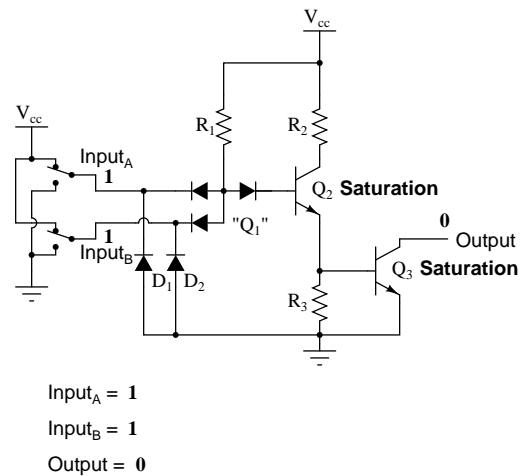 Vcc
Vcc
R1
R2
InputA
1
"Q1"
Q2 Saturation
1
InputB
0
Output
Q3 Saturation
D1
D2
R3
InputA = 1
InputB = 1
Output = 0